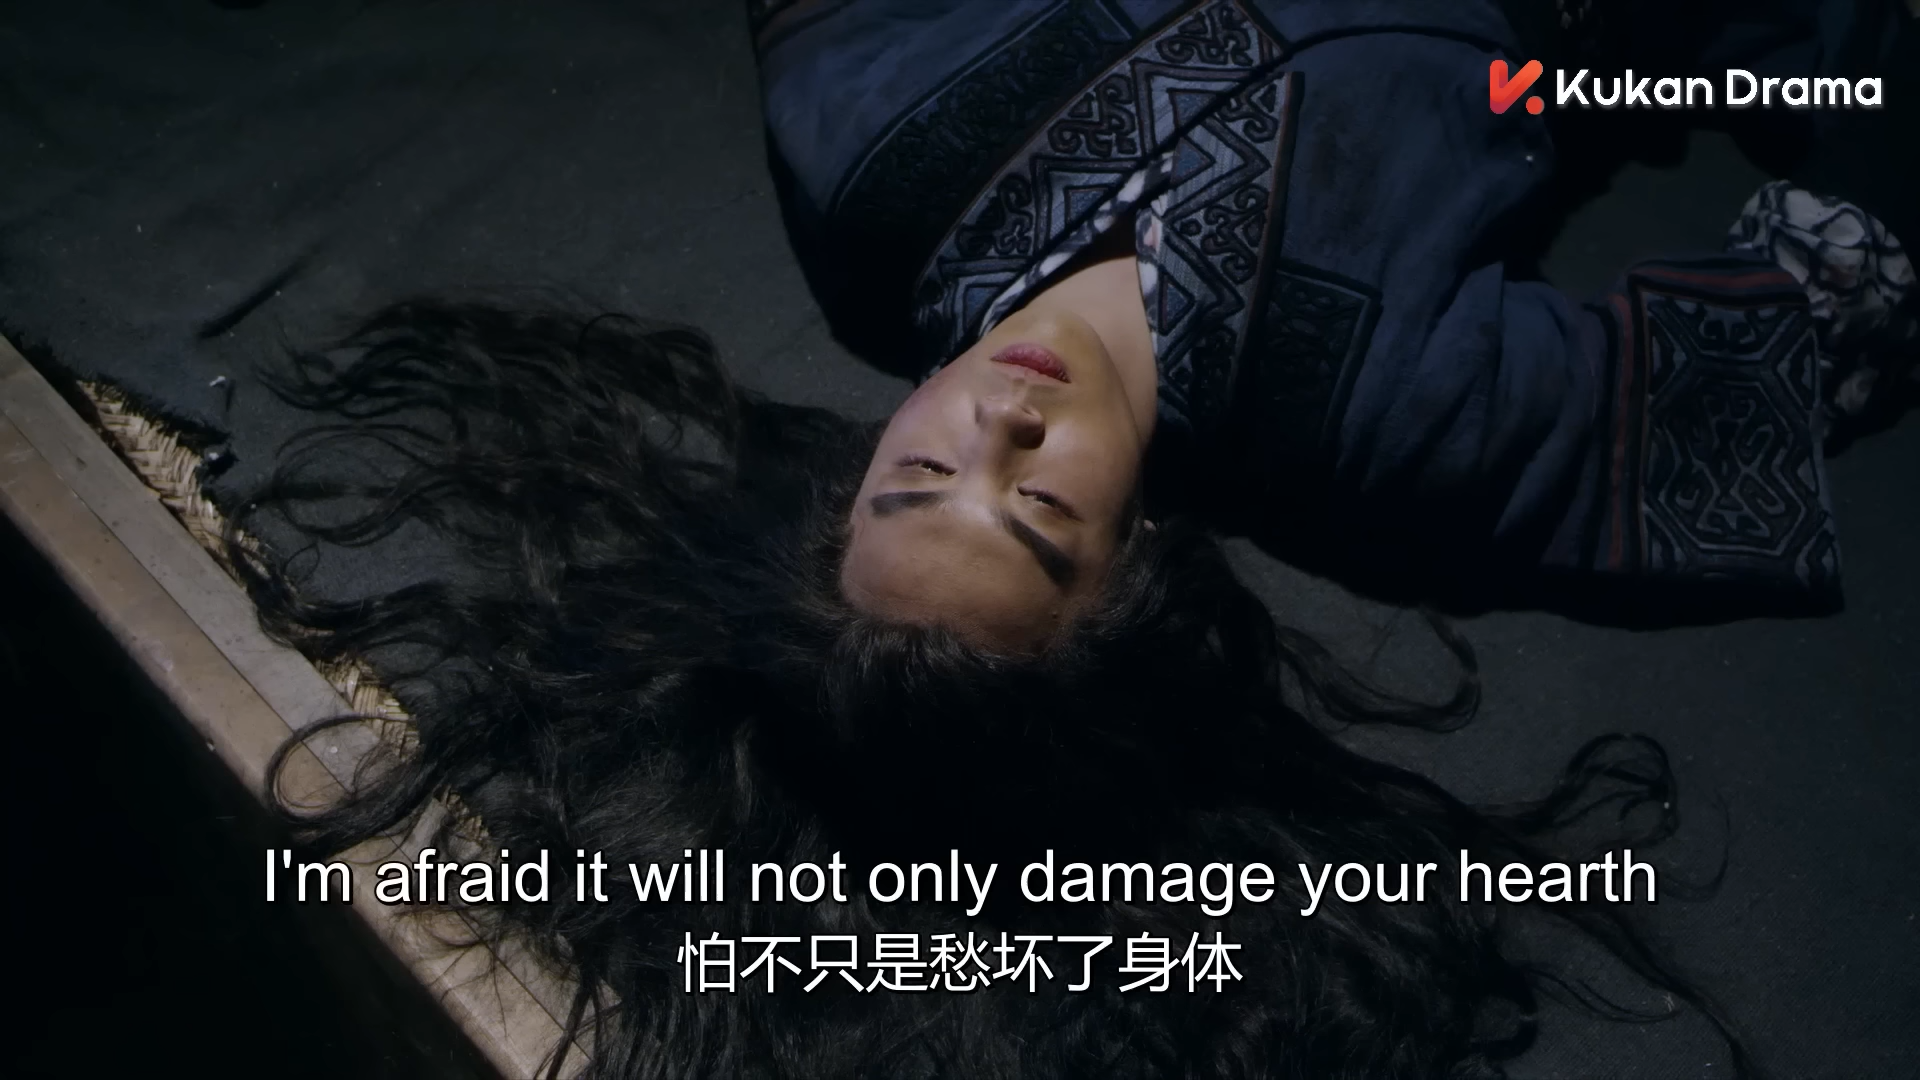 Kukan Drama
I'm afraid it will not only damage your hearth
怕不只是愁坏了身体